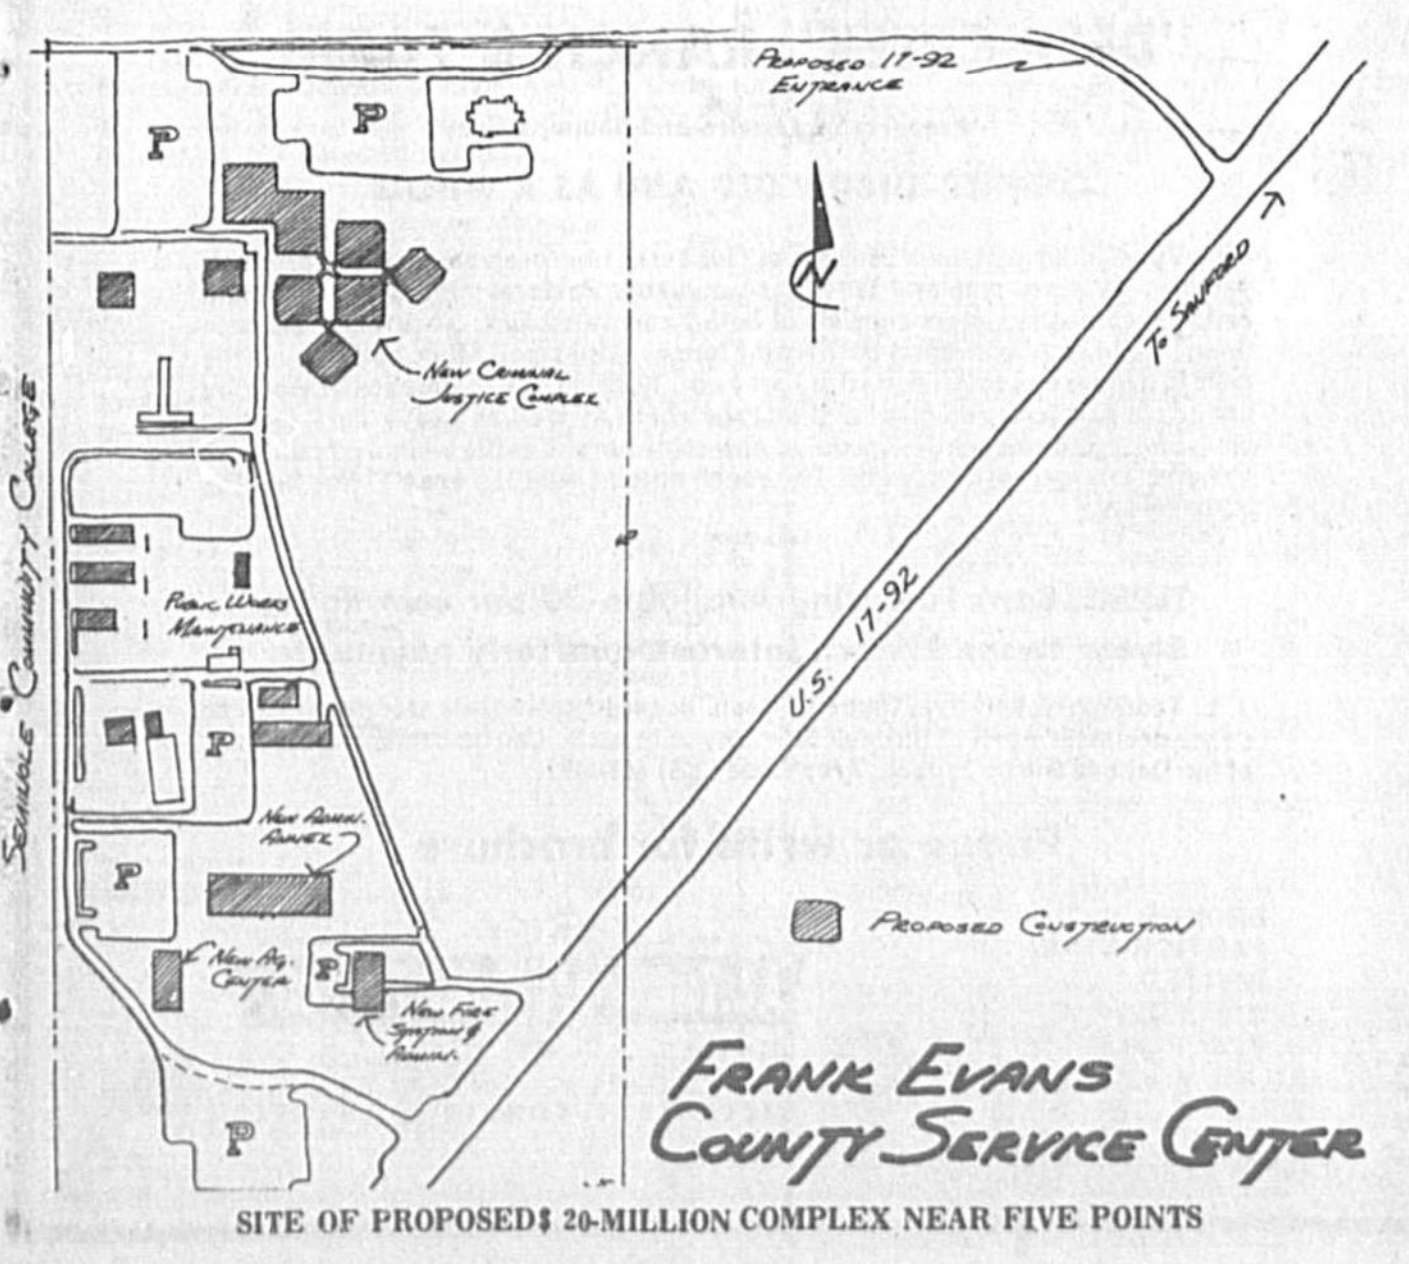 PROPOSED 17-92
ENTRANCE
P
P
N
TO SANFORD
NEW CRIMINAL
JUSTICE COMPLEX
SEMINOLE COMMUNITY COLLEGE
PUBLIC WORKS
MAINTENANCE
U.S. 17-92
P
NEW ADMIN.
ANNEX
P
PROPOSED CONSTRUCTION
NEW AG.
CENTER
P
NEW FIRE
STATION &
ADMIN.
FRANK EVANS
COUNTY SERVICE CENTER
P
SITE OF PROPOSED$ 20-MILLION COMPLEX NEAR FIVE POINTS